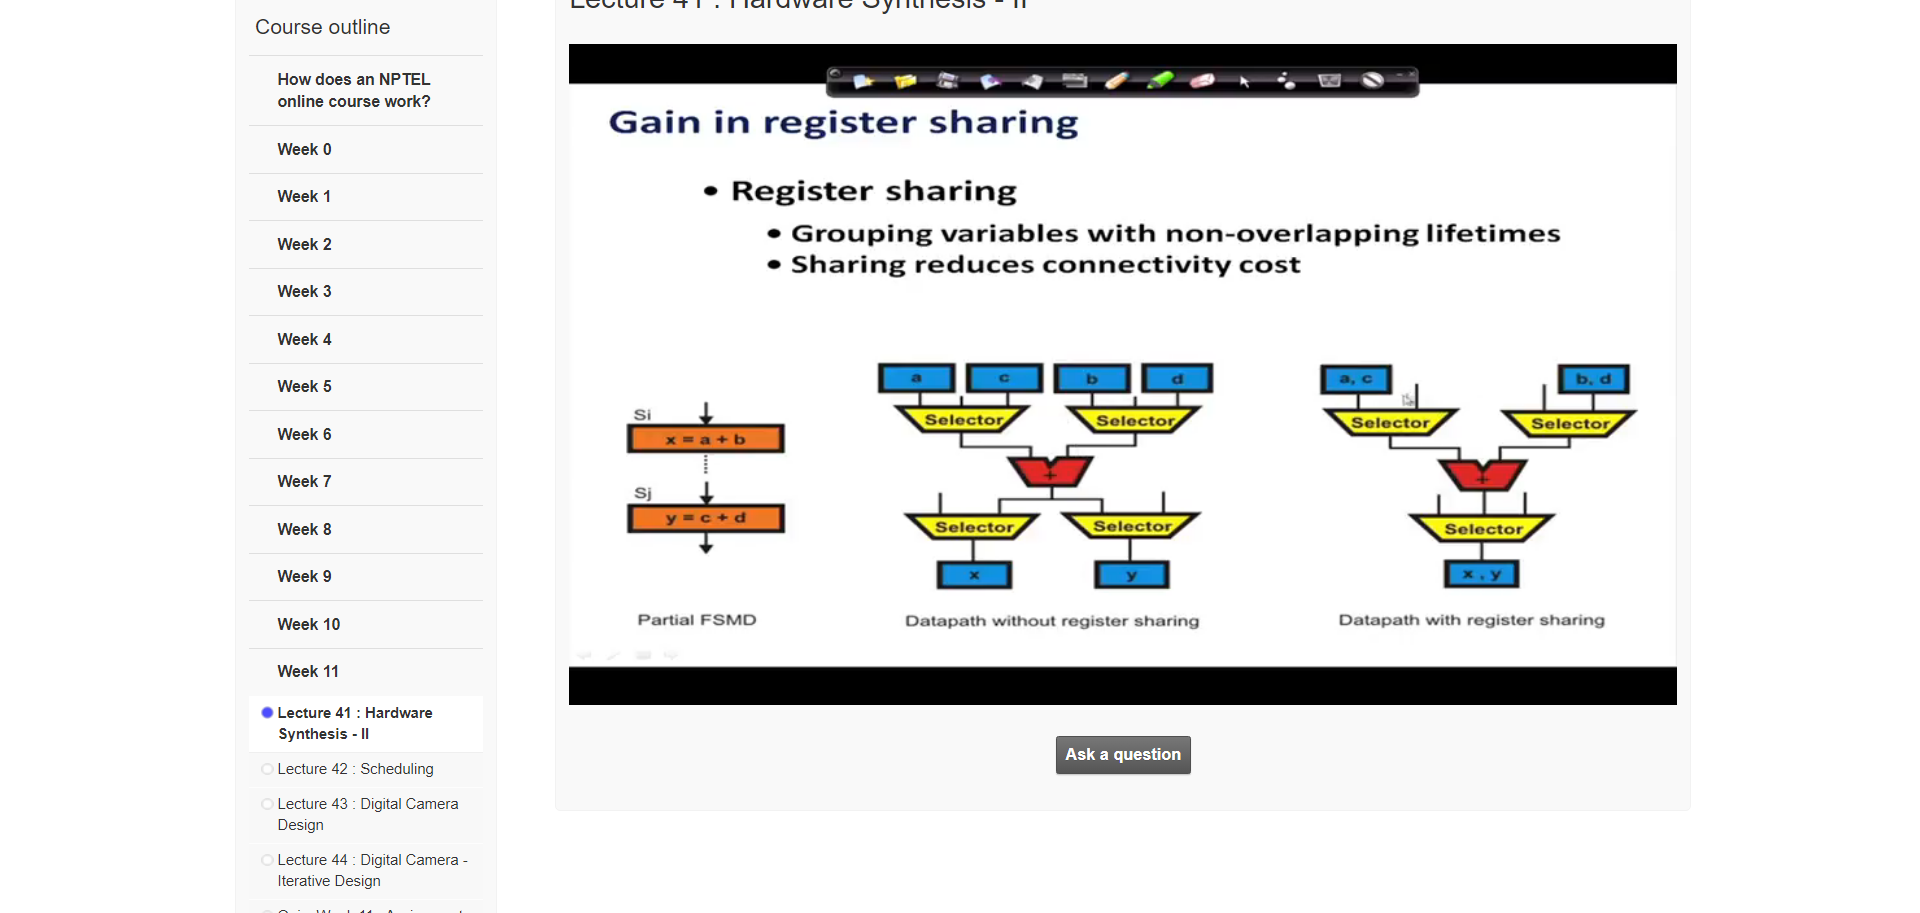 Course outline
How does an NPTEL
online course work?
Week 0
Week 1
Week 2
Week 3
Week 4
Week 5
Week 6
Week 7
Week 8
Week 9
Week 10
Week 11
Lecture 41 : Hardware
Synthesis - II
Lecture 42 : Scheduling
Lecture 43 : Digital Camera
Design
Lecture 44 : Digital Camera -
Iterative Design
Lecture 41 : Hardware Synthesis - II
Gain in register sharing
• Register sharing
• Grouping variables with non-overlapping lifetimes
• Sharing reduces connectivity cost
Si
x = a + b
Sj
y = c + d
Partial FSMD
a c b d
Selector Selector
+
Selector Selector
x y
Datapath without register sharing
a, c b, d
Selector Selector
+
Selector
x , y
Datapath with register sharing
Ask a question